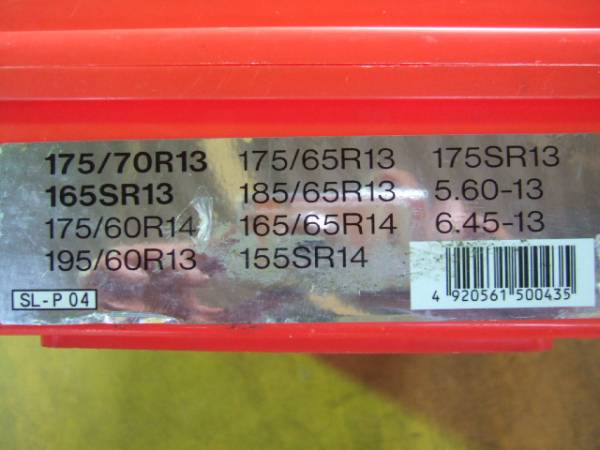 175/70R13 175/65R13 175SR13
165SR13 185/65R13 5.60-13
175/60R14 165/65R14 6.45-13
195/60R13 155SR14
SL-P 04
4 920561 500435